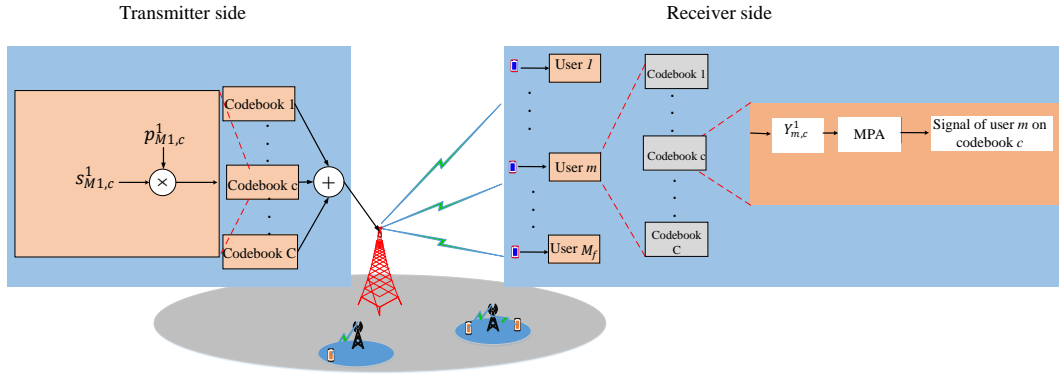 Transmitter side
Receiver side
p^1_{M1,c}
s^1_{M1,c}
×
Codebook 1
Codebook c
Codebook C
+
User 1
User m
User M_f
Codebook 1
Codebook c
Codebook
C
Y^1_{m,c}
MPA
Signal of user m on
codebook c